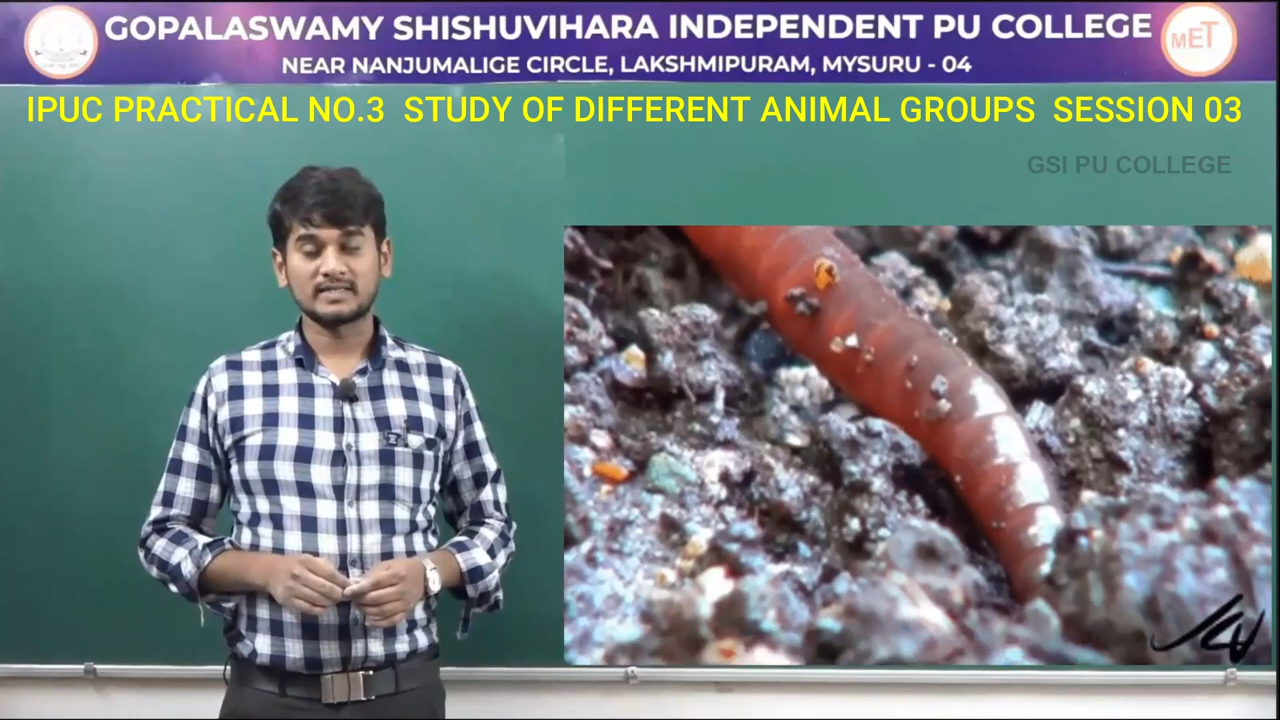 GOPALASWAMY SHISHUVIHARA INDEPENDENT PU COLLEGE
MET
NEAR NANJUMALIGE CIRCLE, LAKSHMIPURAM, MYSURU - 04
IPUC PRACTICAL NO.3 STUDY OF DIFFERENT ANIMAL GROUPS SESSION 03
GSI PU COLLEGE